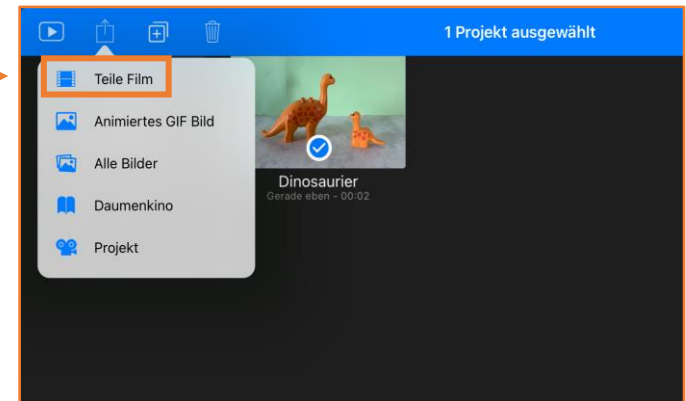 1 Projekt ausgewählt
Teile Film
Animiertes GIF Bild
Alle Bilder
Daumenkino
Projekt
Dinosaurier
Gerade eben - 00:02